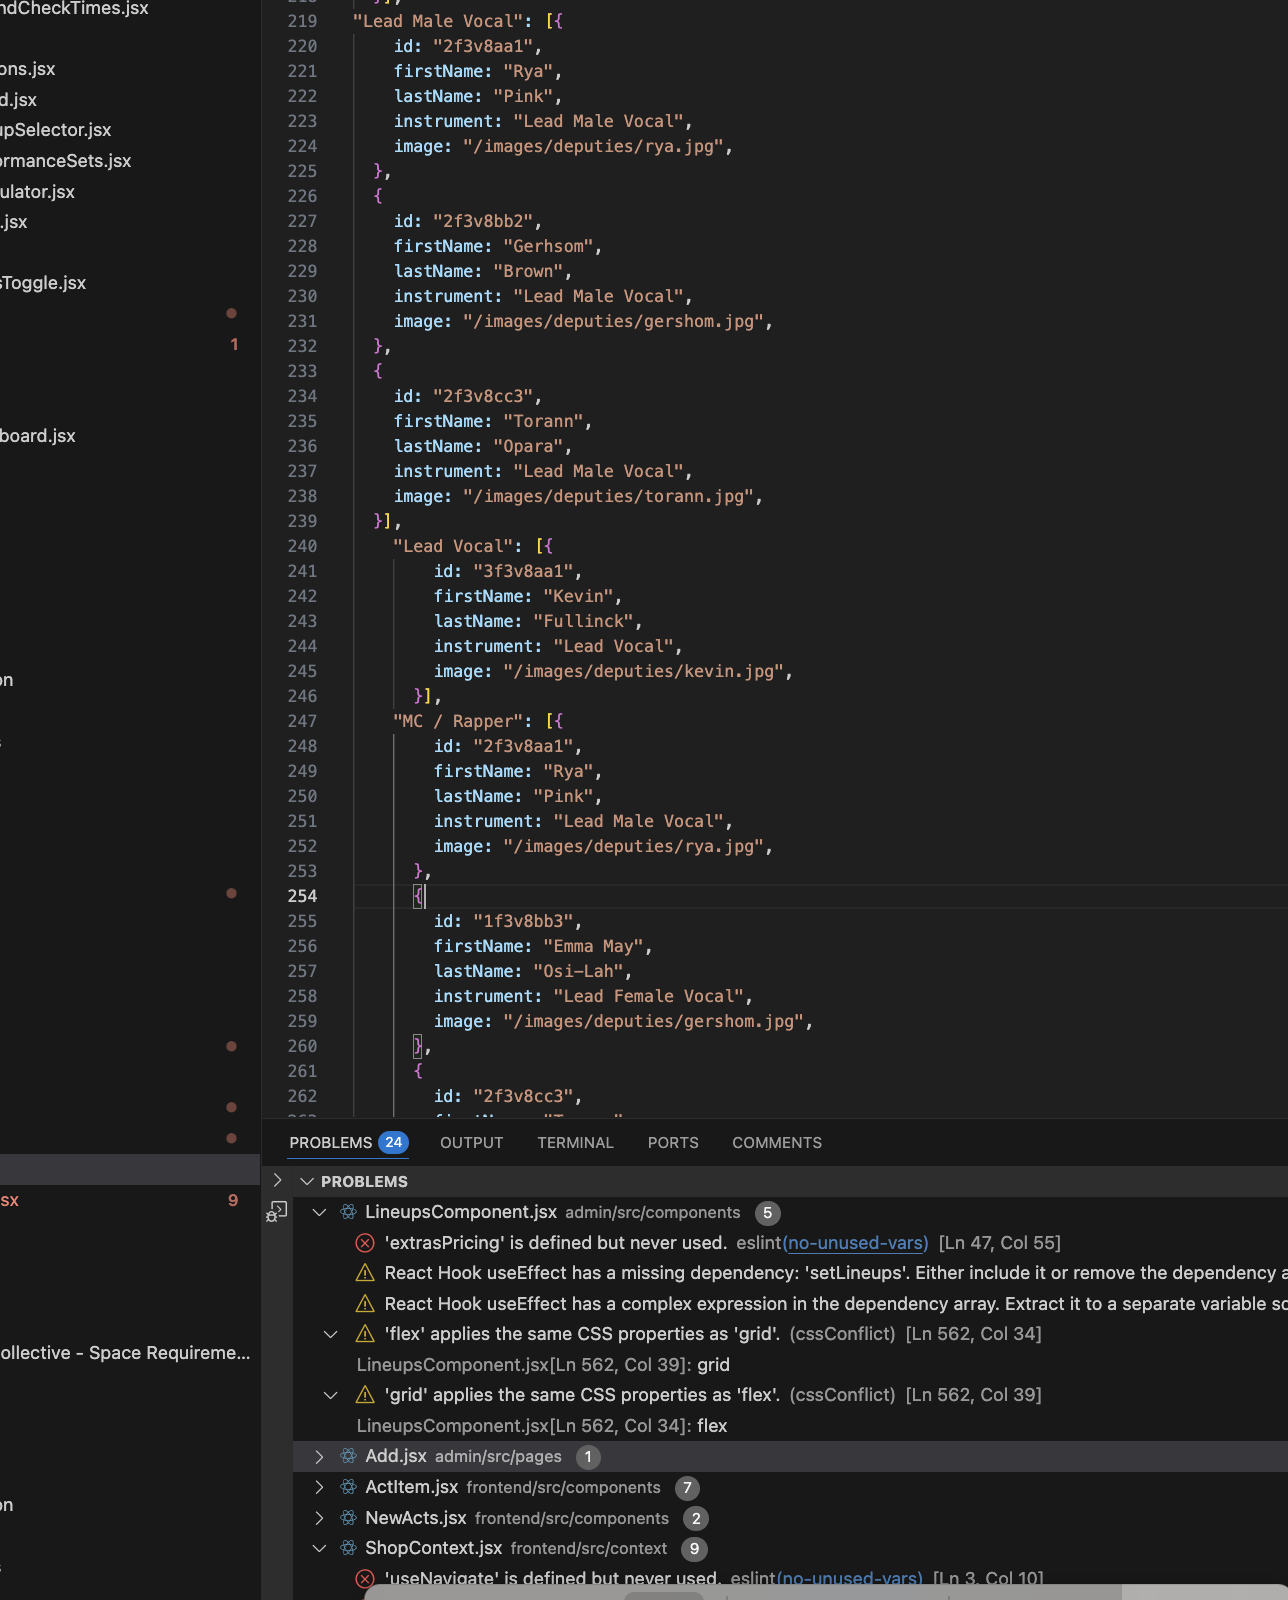 ndCheckTimes.jsx
ons.jsx
d.jsx
upSelector.jsx
ormanceSets.jsx
ulator.jsx
.jsx
sToggle.jsx
1
board.jsx
on
sx 9
ollective - Space Requireme...
on
219 "Lead Male Vocal": [{
220 id: "2f3v8aa1",
221 firstName: "Rya",
222 lastName: "Pink",
223 instrument: "Lead Male Vocal",
224 image: "/images/deputies/rya.jpg",
225 },
226 {
227 id: "2f3v8bb2",
228 firstName: "Gerhsom",
229 lastName: "Brown",
230 instrument: "Lead Male Vocal",
231 image: "/images/deputies/gershom.jpg",
232 },
233 {
234 id: "2f3v8cc3",
235 firstName: "Torann",
236 lastName: "Opara",
237 instrument: "Lead Male Vocal",
238 image: "/images/deputies/torann.jpg",
239 }],
240 "Lead Vocal": [{
241 id: "3f3v8aa1",
242 firstName: "Kevin",
243 lastName: "Fullinck",
244 instrument: "Lead Vocal",
245 image: "/images/deputies/kevin.jpg",
246 }],
247 "MC / Rapper": [{
248 id: "2f3v8aa1",
249 firstName: "Rya",
250 lastName: "Pink",
251 instrument: "Lead Male Vocal",
252 image: "/images/deputies/rya.jpg",
253 },
254 {
255 id: "1f3v8bb3",
256 firstName: "Emma May",
257 lastName: "Osi-Lah",
258 instrument: "Lead Female Vocal",
259 image: "/images/deputies/gershom.jpg",
260 },
261 {
262 id: "2f3v8cc3",
PROBLEMS 24 OUTPUT TERMINAL PORTS COMMENTS
PROBLEMS
LineupsComponent.jsx admin/src/components 5
'extrasPricing' is defined but never used. eslint(no-unused-vars) [Ln 47, Col 55]
React Hook useEffect has a missing dependency: 'setLineups'. Either include it or remove the dependency a
React Hook useEffect has a complex expression in the dependency array. Extract it to a separate variable so
'flex' applies the same CSS properties as 'grid'. (cssConflict) [Ln 562, Col 34]
LineupsComponent.jsx[Ln 562, Col 39]: grid
'grid' applies the same CSS properties as 'flex'. (cssConflict) [Ln 562, Col 39]
LineupsComponent.jsx[Ln 562, Col 34]: flex
Add.jsx admin/src/pages 1
ActItem.jsx frontend/src/components 7
NewActs.jsx frontend/src/components 2
ShopContext.jsx frontend/src/context 9
'useNavigate' is defined but never used. eslint(no-unused-vars) [Ln 3, Col 10]